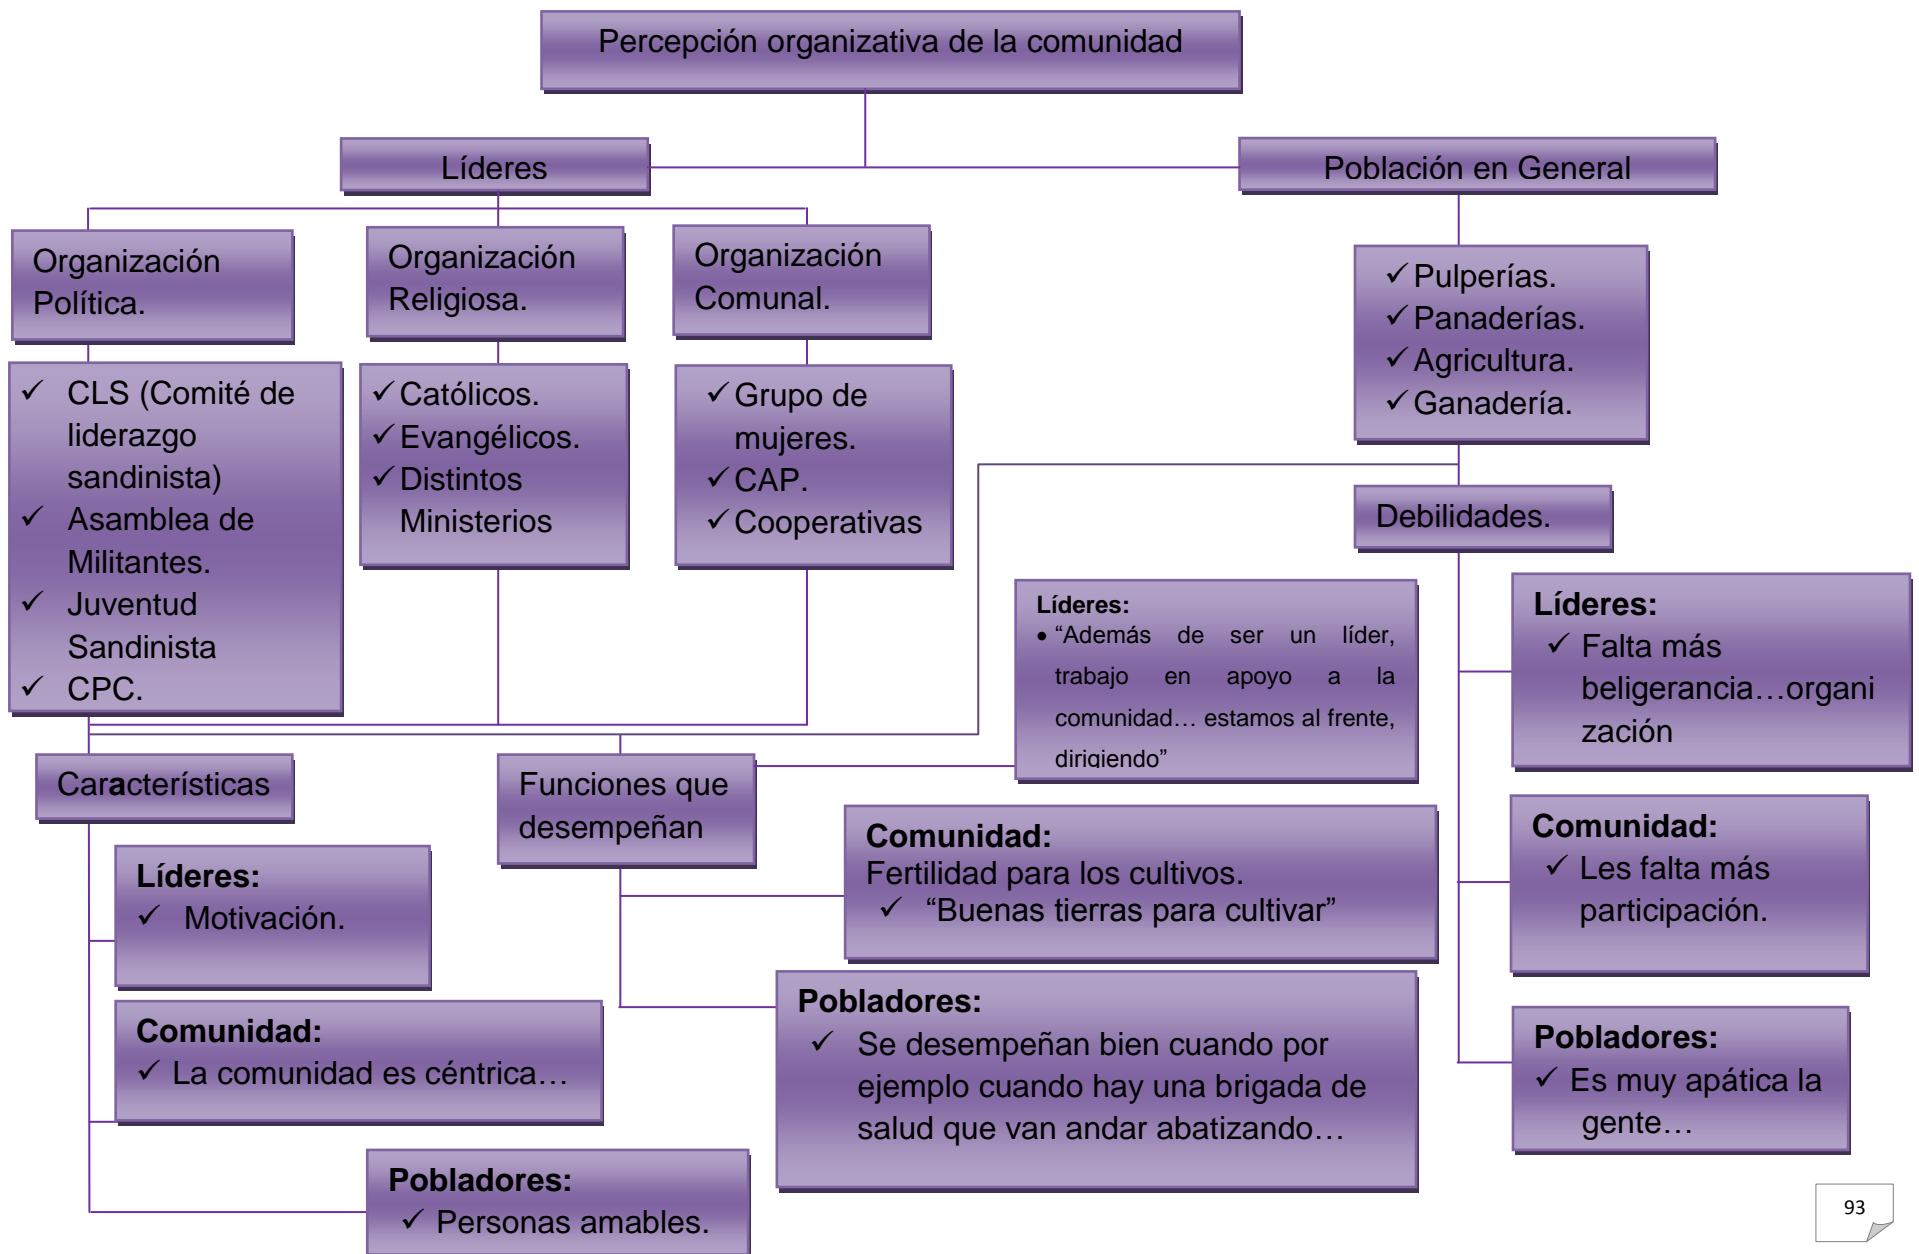 Percepción organizativa de la comunidad
Líderes
Población en General
Organización
Política.
Organización
Religiosa.
Organización
Comunal.
✓ Pulperías.
✓ Panaderías.
✓ Agricultura.
✓ Ganadería.
✓ CLS (Comité de
liderazgo
sandinista)
✓ Asamblea de
Militantes.
✓ Juventud
Sandinista
✓ CPC.
✓ Católicos.
✓ Evangélicos.
✓ Distintos
Ministerios
✓ Grupo de
mujeres.
✓ CAP.
✓ Cooperativas
Debilidades.
Líderes:
• “Además de ser un líder,
trabajo en apoyo a la
comunidad… estamos al frente,
dirigiendo”
Líderes:
✓ Falta más
beligerancia…organi
zación
Características
Funciones que
desempeñan
Comunidad:
Fertilidad para los cultivos.
✓ “Buenas tierras para cultivar”
Comunidad:
✓ Les falta más
participación.
Líderes:
✓ Motivación.
Comunidad:
✓ La comunidad es céntrica…
Pobladores:
✓ Se desempeñan bien cuando por
ejemplo cuando hay una brigada de
salud que van andar abatizando…
Pobladores:
✓ Es muy apática la
gente…
Pobladores:
✓ Personas amables.
93